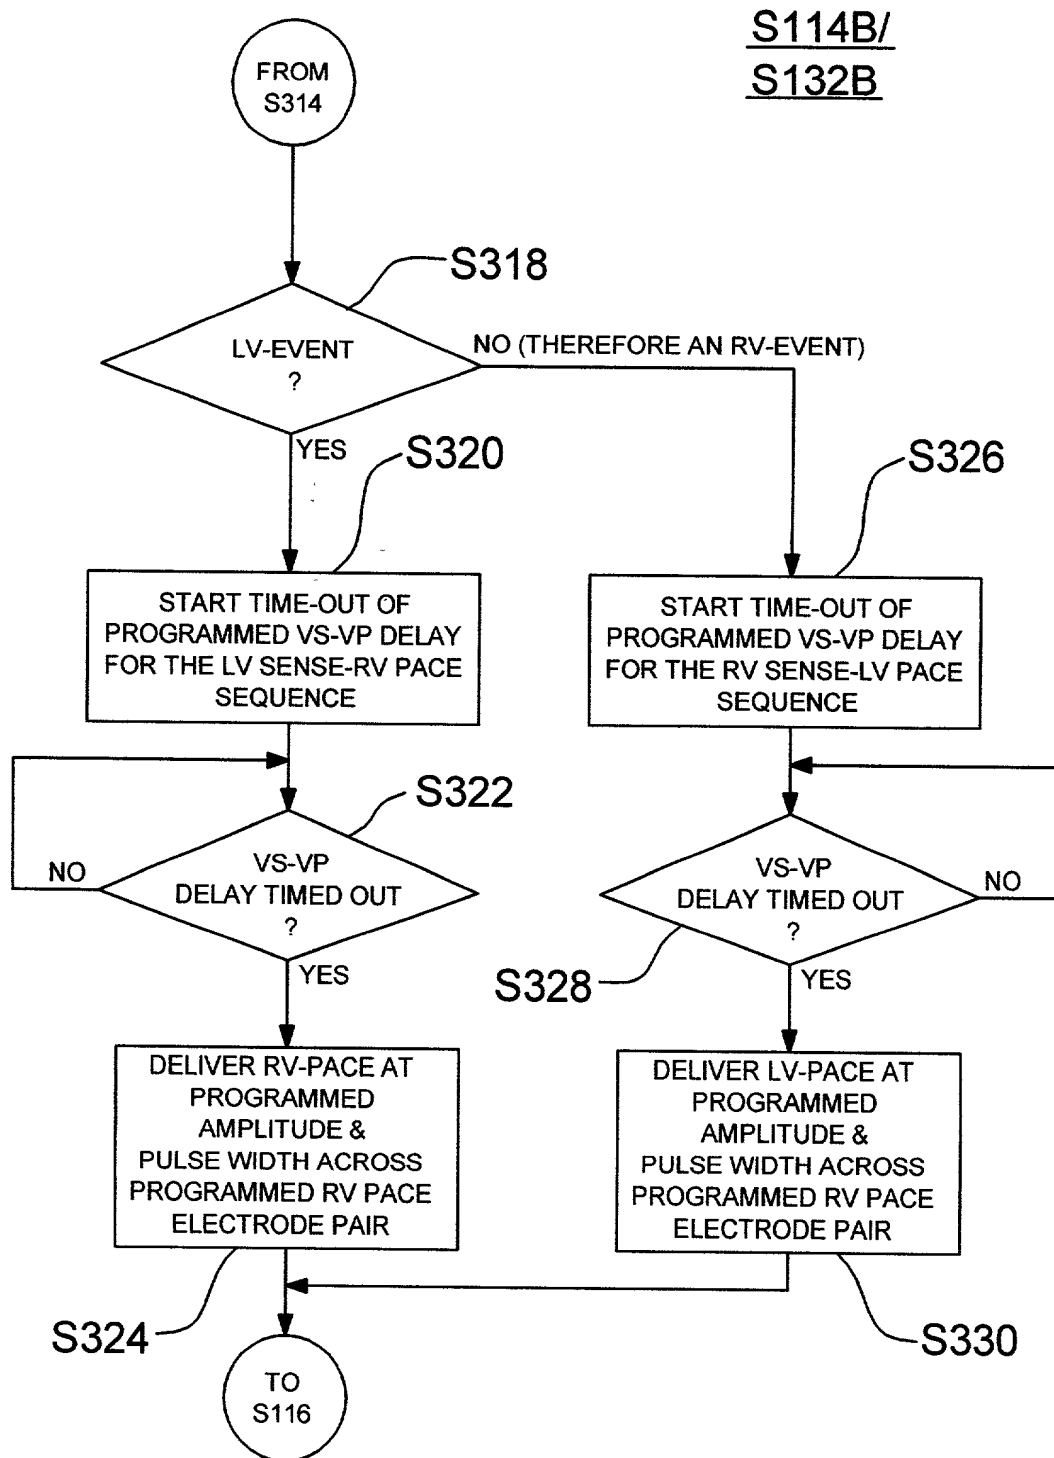 S114B/
S132B
FROM
S314
S318
LV-EVENT
?
NO (THEREFORE AN RV-EVENT)
YES
S320
S326
START TIME-OUT OF
PROGRAMMED VS-VP DELAY
FOR THE LV SENSE-RV PACE
SEQUENCE
START TIME-OUT OF
PROGRAMMED VS-VP DELAY
FOR THE RV SENSE-LV PACE
SEQUENCE
S322
VS-VP
DELAY TIMED OUT
?
NO
YES
VS-VP
DELAY TIMED OUT
?
NO
S328
YES
DELIVER RV-PACE AT
PROGRAMMED
AMPLITUDE &
PULSE WIDTH ACROSS
PROGRAMMED RV PACE
ELECTRODE PAIR
DELIVER LV-PACE AT
PROGRAMMED
AMPLITUDE &
PULSE WIDTH ACROSS
PROGRAMMED RV PACE
ELECTRODE PAIR
S324
S330
TO
S116